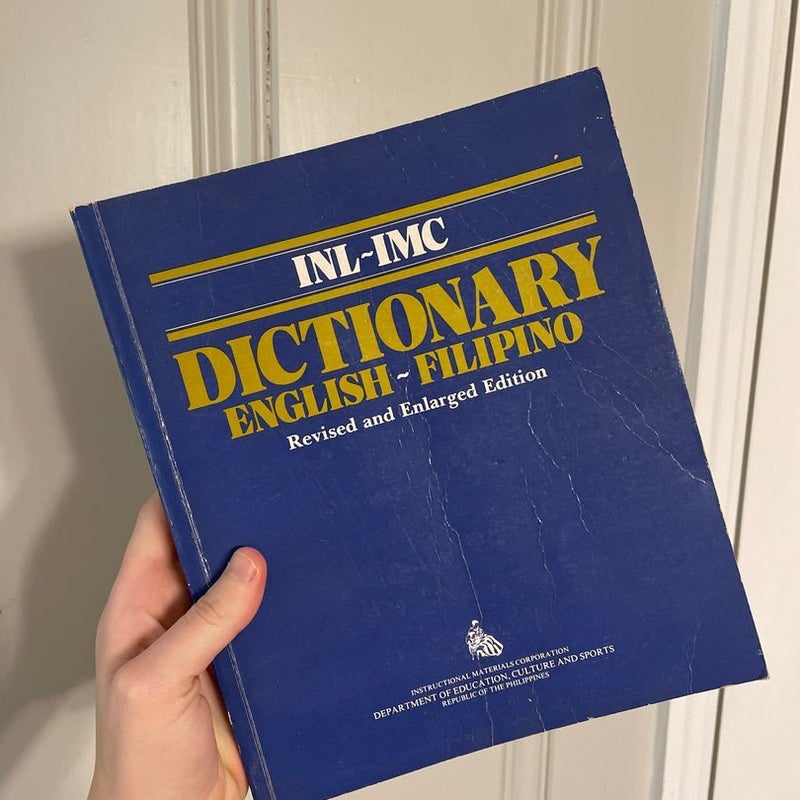 INL~IMC
DICTIONARY
ENGLISH ~ FILIPINO
Revised and Enlarged Edition
INSTRUCTIONAL MATERIALS CORPORATION
DEPARTMENT OF EDUCATION, CULTURE AND SPORTS
REPUBLIC OF THE PHILIPPINES